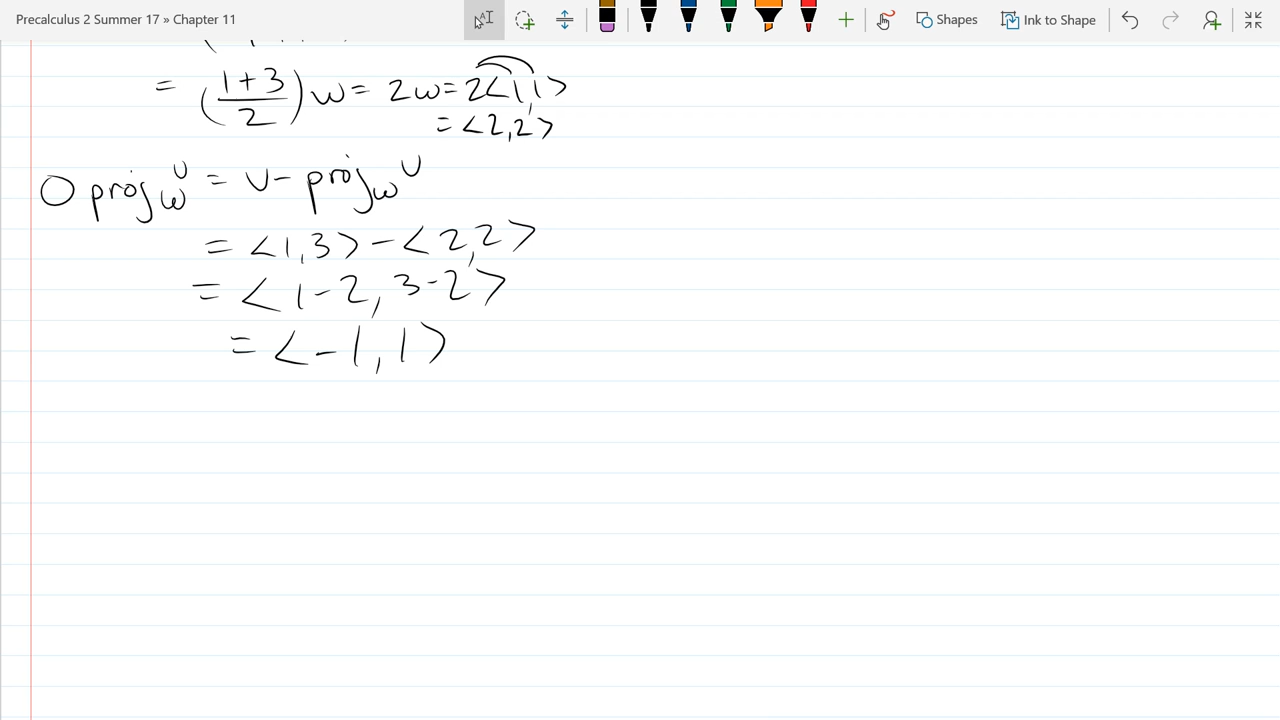 Precalculus 2 Summer 17 » Chapter 11
Shapes
Ink to Shape
= (1+3/2)w = 2w = 2<1,1>
= <2,2>
O proj_w v = v - proj_w v
= <1,3> - <2,2>
= <1-2, 3-2>
= <-1,1>